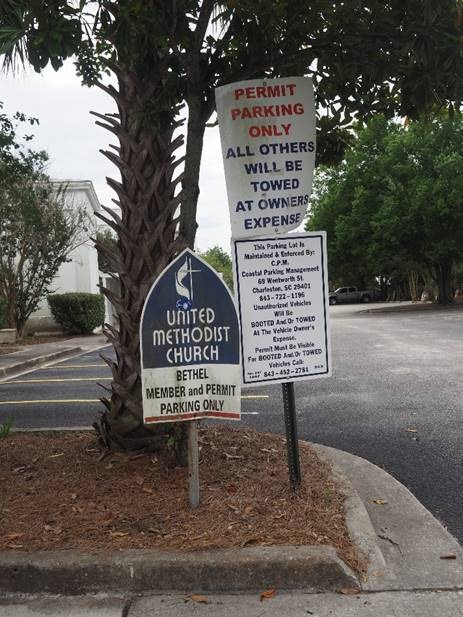 PERMIT
PARKING
ONLY
ALL OTHERS
WILL BE
TOWED
AT OWNERS
EXPENSE
This Parking Lot Is
Maintained & Enforced By:
C.P.M.
Coastal Parking Management
69 Wentworth St.
Charleston, SC 29401
843-722-1196
Unauthorized Vehicles
Will Be
BOOTED And/Or TOWED
At The Vehicle Owner's
Expense.
Permit Must Be Visible
For BOOTED And/Or TOWED
Vehicles Call:
843-452-2781
UNITED
METHODIST
CHURCH
BETHEL
MEMBER and PERMIT
PARKING ONLY